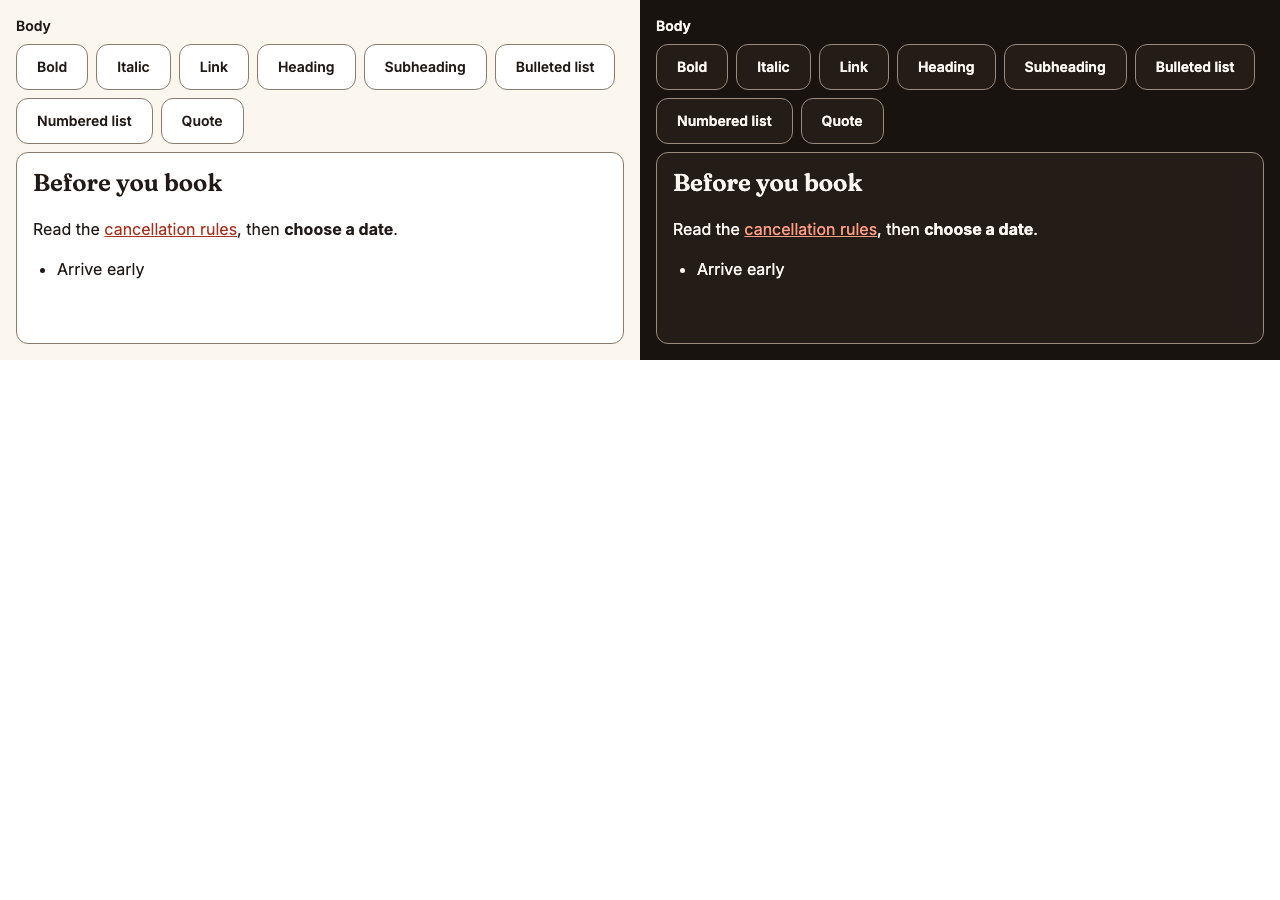 Body
Bold Italic Link Heading Subheading Bulleted list
Numbered list Quote
Before you book
Read the cancellation rules, then choose a date.
• Arrive early
Body
Bold Italic Link Heading Subheading Bulleted list
Numbered list Quote
Before you book
Read the cancellation rules, then choose a date.
• Arrive early